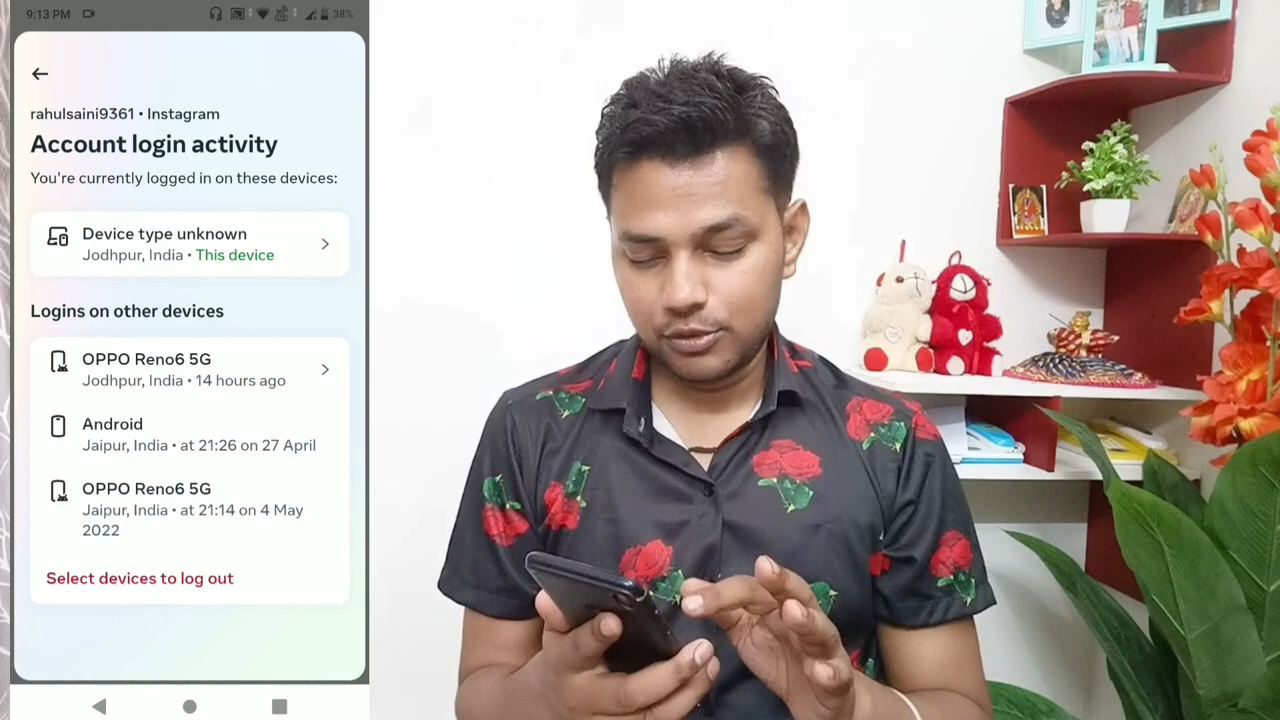 9:13 PM
38%
rahulsaini9361 • Instagram
Account login activity
You're currently logged in on these devices:
Device type unknown
Jodhpur, India • This device
Logins on other devices
OPPO Reno6 5G
Jodhpur, India • 14 hours ago
Android
Jaipur, India • at 21:26 on 27 April
OPPO Reno6 5G
Jaipur, India • at 21:14 on 4 May
2022
Select devices to log out